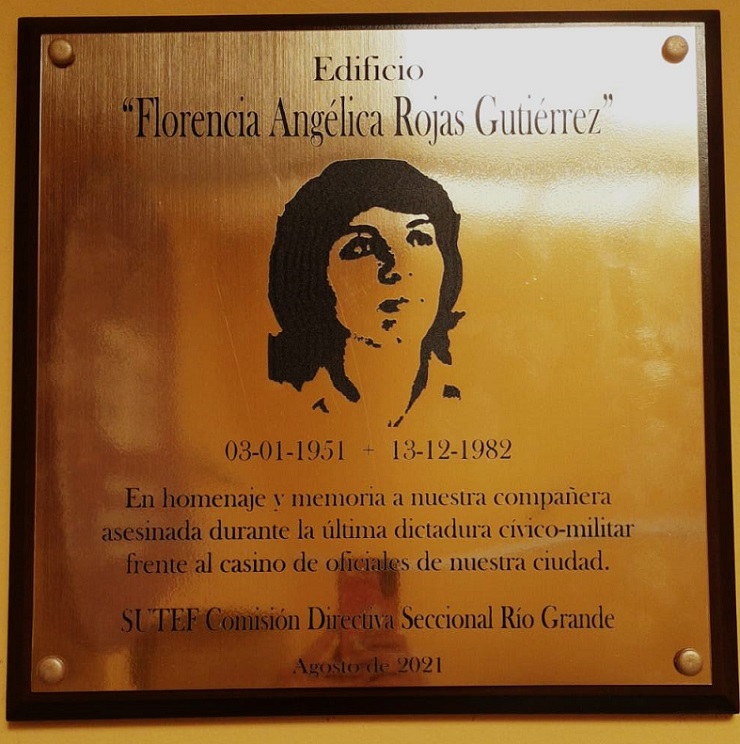 Edificio
“Florencia Angélica Rojas Gutiérrez”
03-01-1951 + 13-12-1982
En homenaje y memoria a nuestra compañera
asesinada durante la última dictadura cívico-militar
frente al casino de oficiales de nuestra ciudad.
SUTEF Comisión Directiva Seccional Río Grande
Agosto de 2021